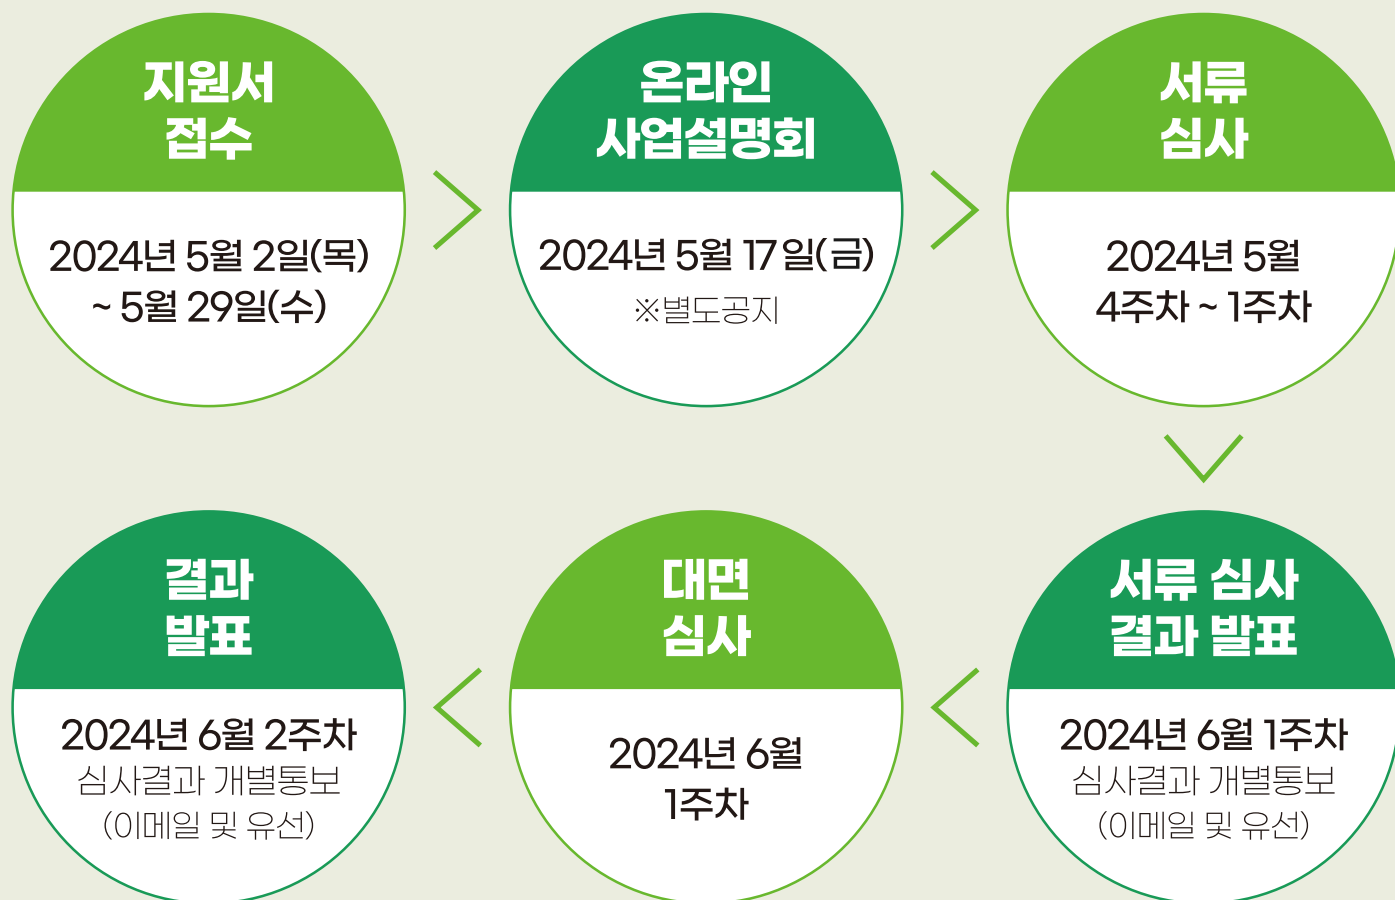 지원서
접수
2024년 5월 2일(목)
~ 5월 29일(수)
온라인
사업설명회
2024년 5월 17일(금)
※별도공지
서류
심사
2024년 5월
4주차 ~ 1주차
서류 심사
결과 발표
2024년 6월 1주차
심사결과 개별통보
(이메일 및 유선)
대면
심사
2024년 6월
1주차
결과
발표
2024년 6월 2주차
심사결과 개별통보
(이메일 및 유선)